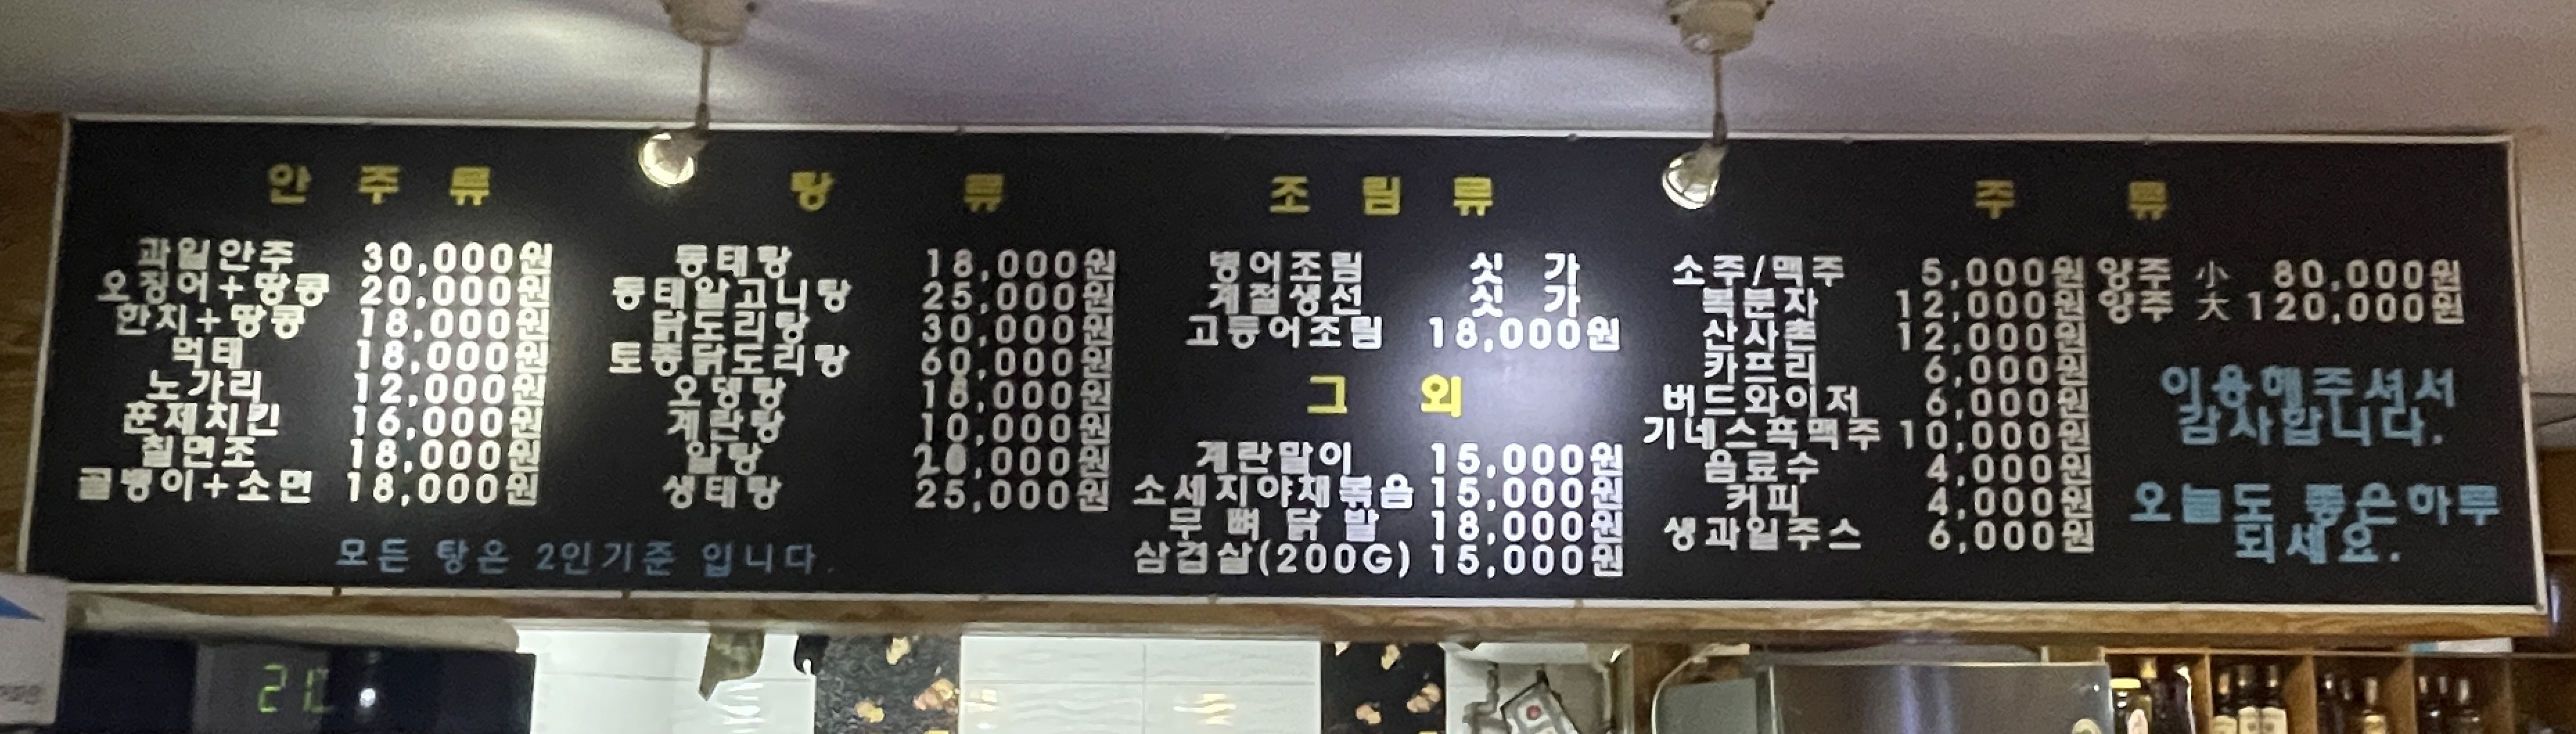 안 주 류
과일안주 30,000원
오징어+땅콩 20,000원
한치+땅콩 18,000원
먹태 18,000원
노가리 12,000원
훈제치킨 16,000원
칠면조 18,000원
골뱅이+소면 18,000원
모든 탕은 2인기준 입니다.
탕 류
동태탕 18,000원
동태알고니탕 25,000원
닭도리탕 30,000원
토종닭도리탕 60,000원
오뎅탕 18,000원
계란탕 10,000원
알탕 20,000원
생태탕 25,000원
조 림 류
병어조림 싯 가
계절생선 싯 가
고등어조림 18,000원
그 외
계란말이 15,000원
소세지야채볶음 15,000원
무 뼈 닭 발 18,000원
삼겹살(200G) 15,000원
주 류
소주/맥주 5,000원
복분자 12,000원
산사춘 12,000원
카프리 6,000원
버드와이저 6,000원
기네스흑맥주 10,000원
음료수 4,000원
커피 4,000원
생과일주스 6,000원
양주 小 80,000원
양주 大 120,000원
이용해주셔서
감사합니다.
오늘도 좋은하루
되세요.